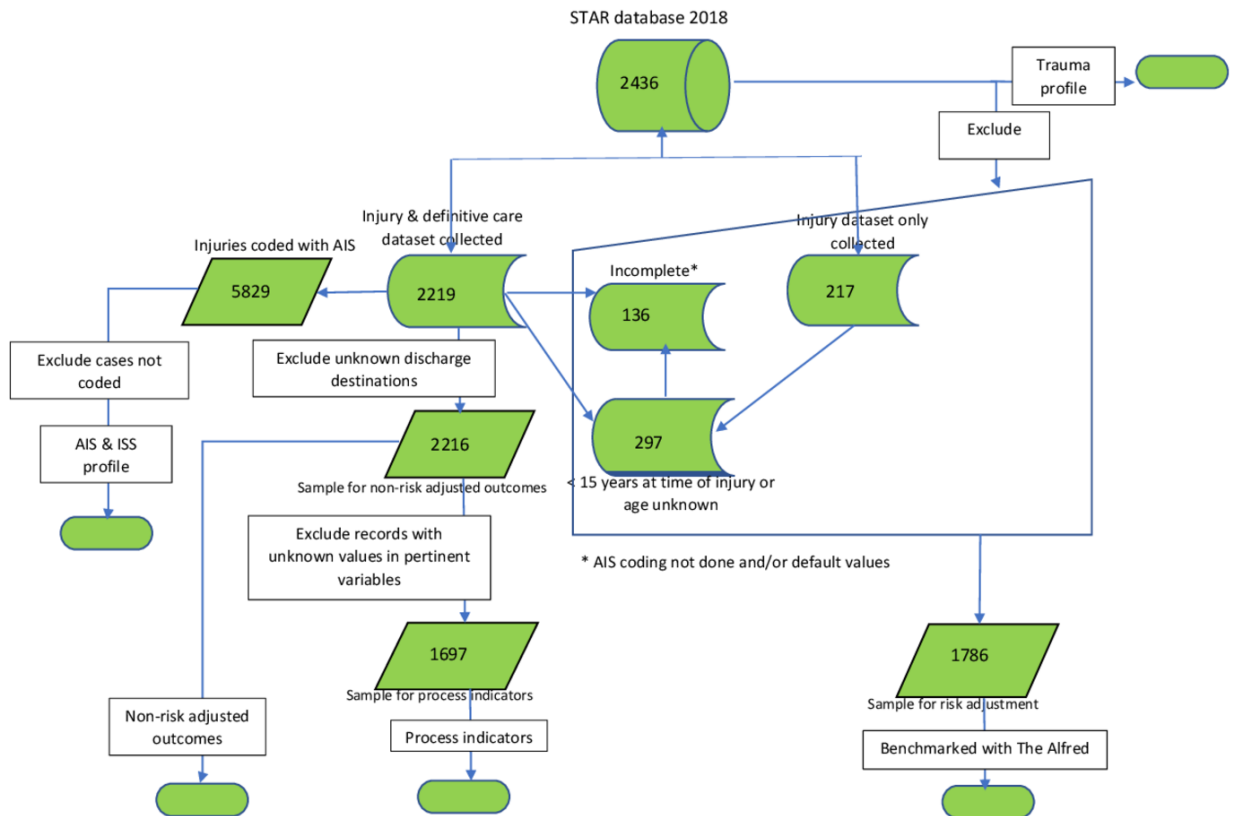 STAR database 2018
2436
Trauma
profile
Exclude
Injury & definitive care
dataset collected
Injury dataset only
collected
Injuries coded with AIS
Incomplete*
5829
2219
136
217
Exclude cases not
coded
Exclude unknown discharge
destinations
AIS & ISS
profile
2216
297
Sample for non-risk adjusted outcomes
< 15 years at time of injury or
age unknown
Exclude records with
unknown values in pertinent
variables
* AIS coding not done and/or default values
1697
1786
Sample for process indicators
Sample for risk adjustment
Non-risk adjusted
outcomes
Process indicators
Benchmarked with The Alfred